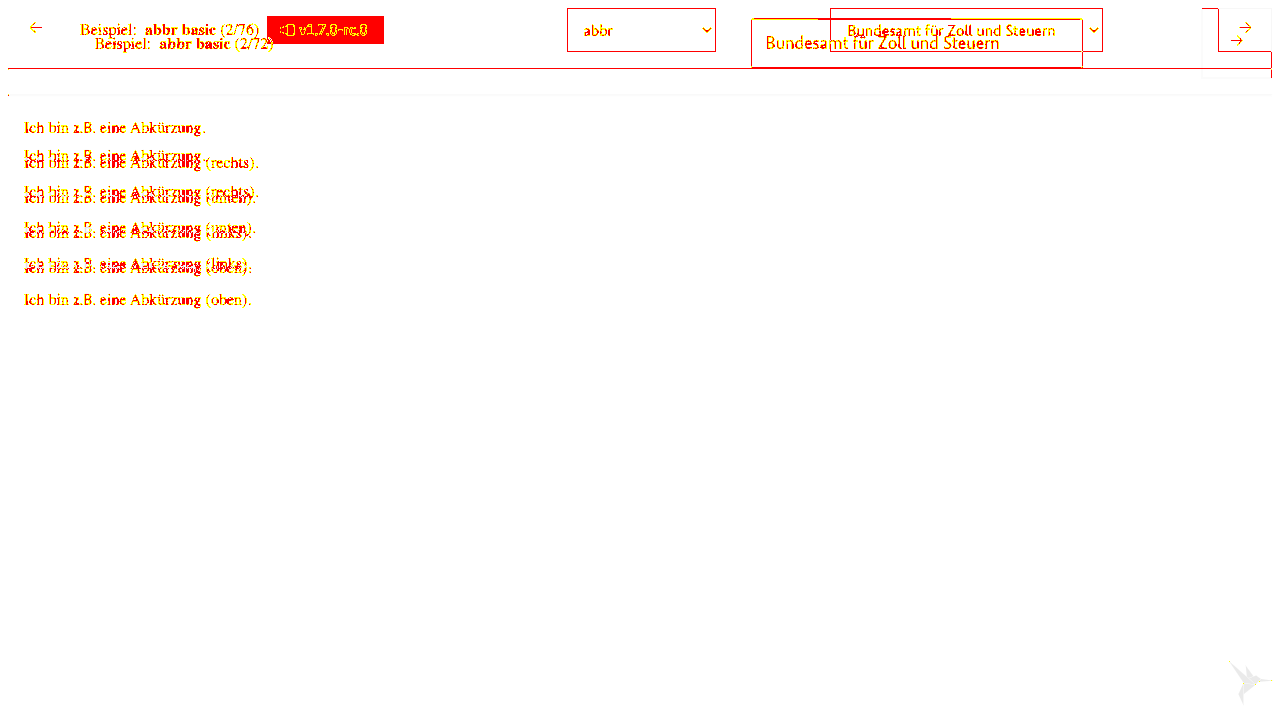 Beispiel: abbr basic (2/76)
v1.7.0-rc.0
abbr
Bundesamt für Zoll und Steuern
Beispiel: abbr basic (2/72)
Bundesamt für Zoll und Steuern
Ich bin z.B. eine Abkürzung.
Ich bin z.B. eine Abkürzung.
Ich bin z.B. eine Abkürzung (rechts).
Ich bin z.B. eine Abkürzung (rechts).
Ich bin z.B. eine Abkürzung (unten).
Ich bin z.B. eine Abkürzung (unten).
Ich bin z.B. eine Abkürzung (links).
Ich bin z.B. eine Abkürzung (links).
Ich bin z.B. eine Abkürzung (oben).
Ich bin z.B. eine Abkürzung (oben).